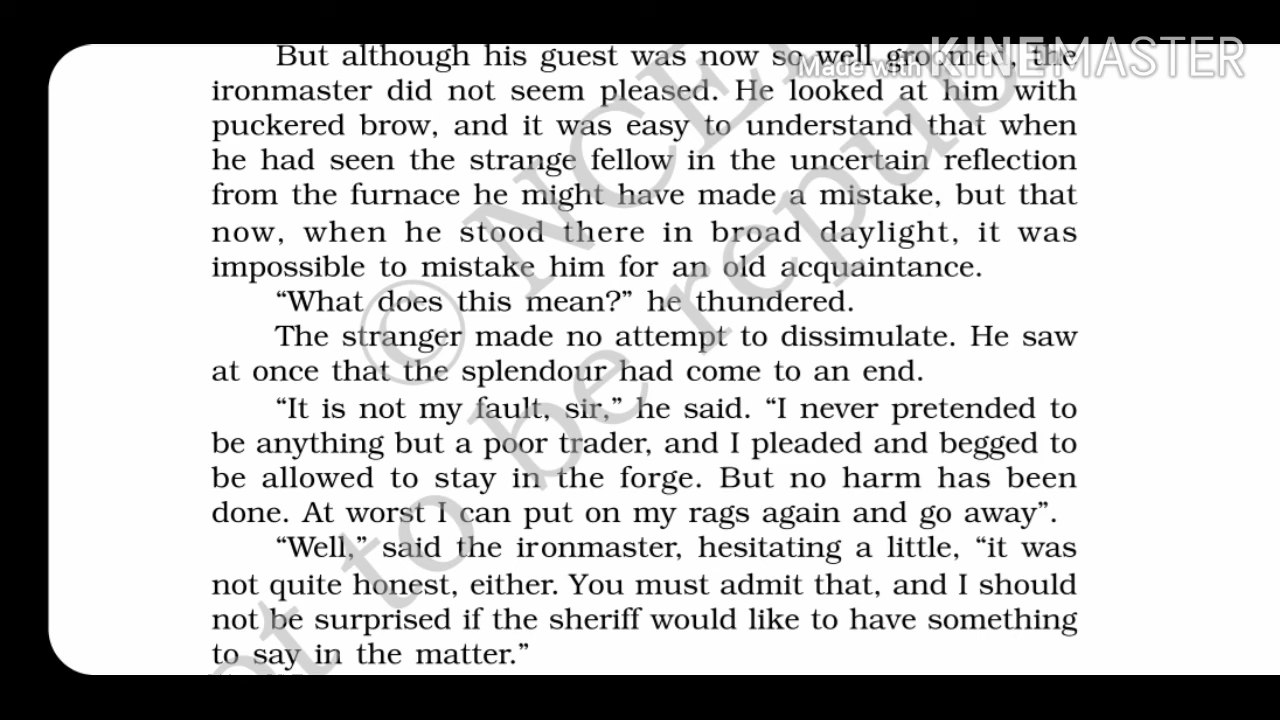 Made with KINEMASTER
But although his guest was now so well groomed, the
ironmaster did not seem pleased. He looked at him with
puckered brow, and it was easy to understand that when
he had seen the strange fellow in the uncertain reflection
from the furnace he might have made a mistake, but that
now, when he stood there in broad daylight, it was
impossible to mistake him for an old acquaintance.
“What does this mean?” he thundered.
The stranger made no attempt to dissimulate. He saw
at once that the splendour had come to an end.
“It is not my fault, sir,” he said. “I never pretended to
be anything but a poor trader, and I pleaded and begged to
be allowed to stay in the forge. But no harm has been
done. At worst I can put on my rags again and go away”.
“Well,” said the ironmaster, hesitating a little, “it was
not quite honest, either. You must admit that, and I should
not be surprised if the sheriff would like to have something
to say in the matter.”
© NCE
to be repub